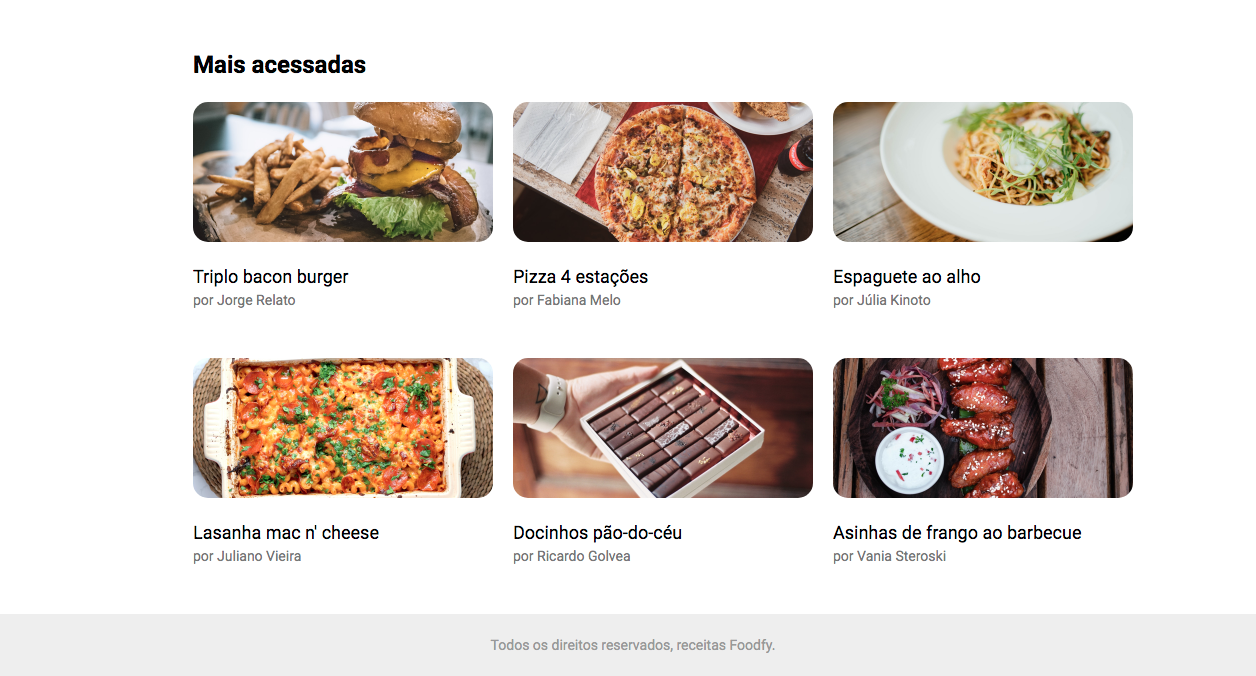 Mais acessadas
Triplo bacon burger
por Jorge Relato
Pizza 4 estações
por Fabiana Melo
Espaguete ao alho
por Júlia Kinoto
Lasanha mac n' cheese
por Juliano Vieira
Docinhos pão-do-céu
por Ricardo Golvea
Asinhas de frango ao barbecue
por Vania Steroski
Todos os direitos reservados, receitas Foodfy.